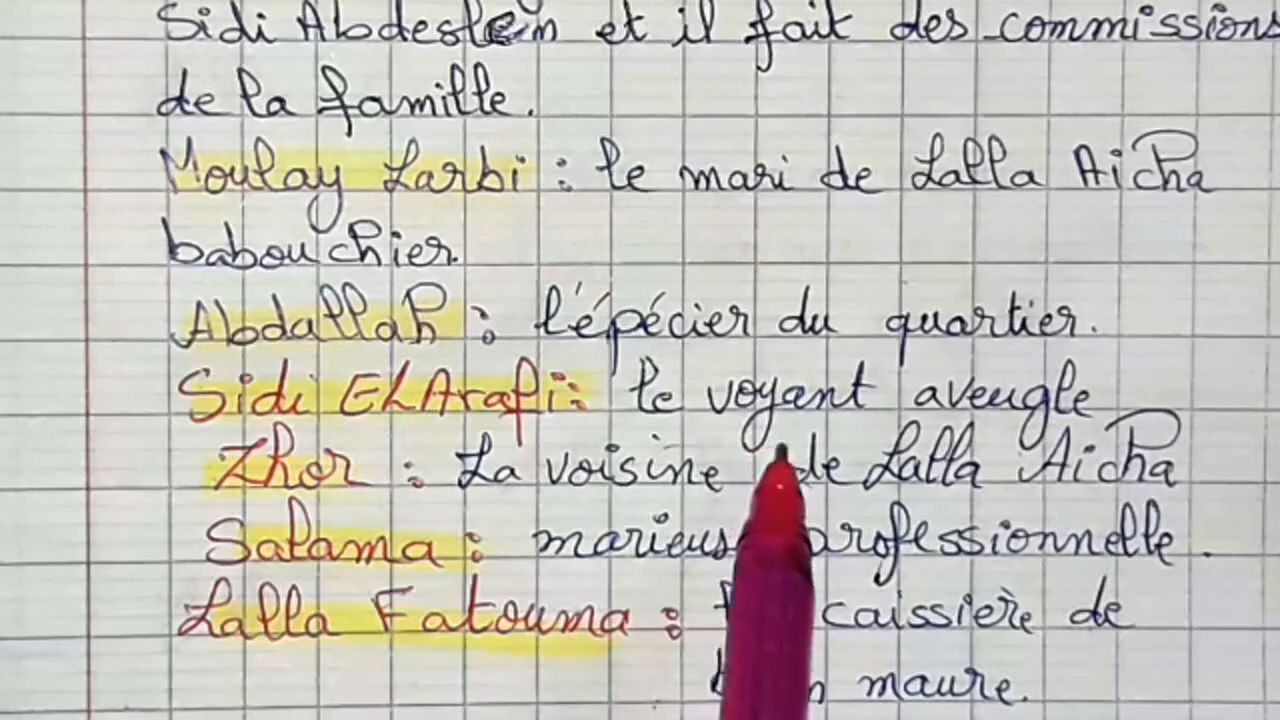 Sidi Abdeslem et il fait des commissions
de la famille.
Moulay Larbi : le mari de Lalla Aicha
babouchier.
Abdallah : l'épécier du quartier.
Sidi ELArafi: le voyant aveugle
Zhor : La voisine de Lalla Aicha
Salama : marieus professionnelle.
Lalla Fatouma : caissière de
maure.